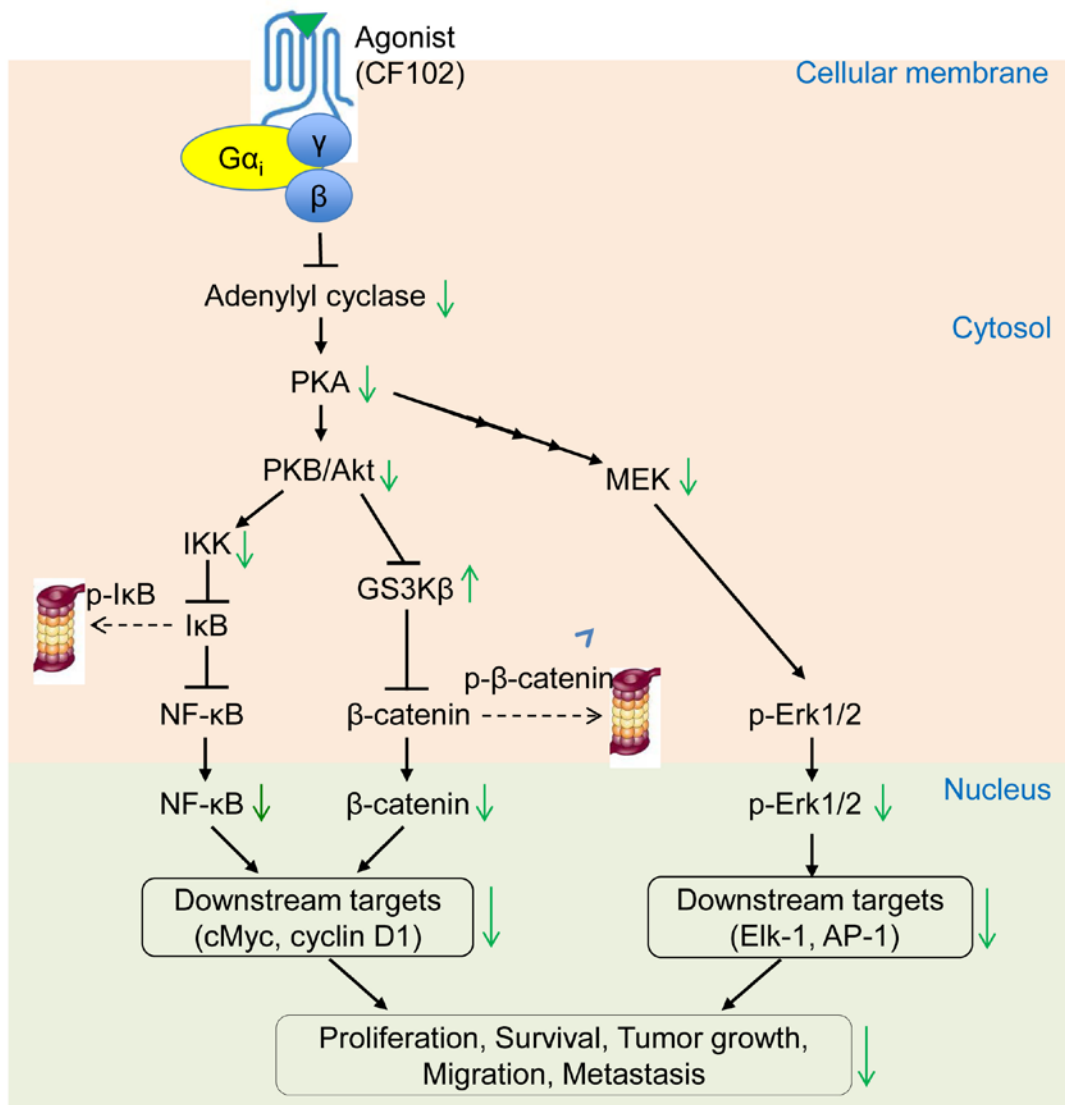 Agonist
(CF102)
Cellular membrane
γ
Gαi
β
Adenylyl cyclase
Cytosol
PKA
PKB/Akt
MEK
IKK
GS3Kβ
p-IκB
IκB
p-β-catenin
NF-κB
β-catenin
p-Erk1/2
Nucleus
NF-κB
β-catenin
p-Erk1/2
Downstream targets
(cMyc, cyclin D1)
Downstream targets
(Elk-1, AP-1)
Proliferation, Survival, Tumor growth,
Migration, Metastasis